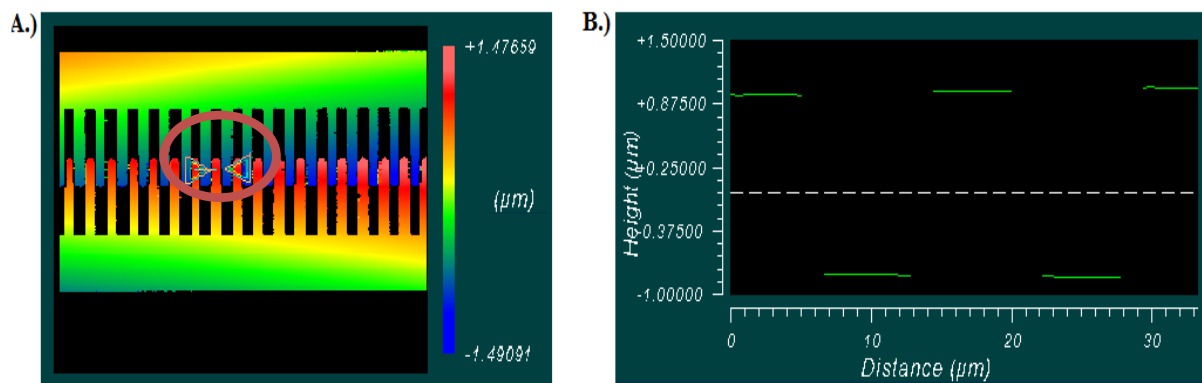 A.)
+1.47659
(µm)
-1.49091
B.)
+1.50000
+0.87500
+0.25000
-0.37500
-1.00000
Height (µm)
0 10 20 30
Distance (µm)